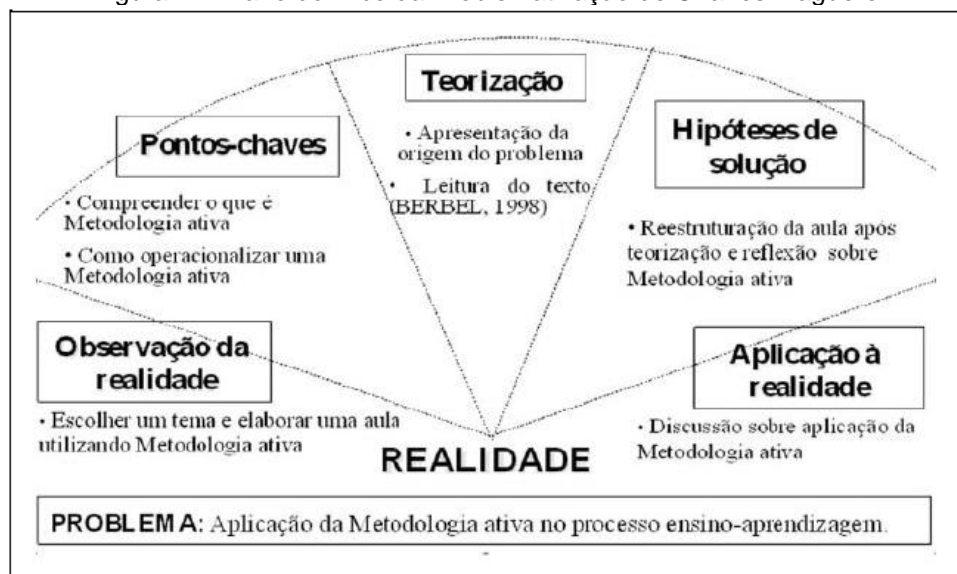 Pontos-chaves
• Compreender o que é
Metodologia ativa
• Como operacionalizar uma
Metodologia ativa
Teorização
• Apresentação da
origem do problema
• Leitura do texto
(BERBEL, 1998)
Hipóteses de
solução
• Reestruturação da aula após
teorização e reflexão sobre
Metodologia ativa
Observação da
realidade
• Escolher um tema e elaborar uma aula
utilizando Metodologia ativa
REALIDADE
Aplicação à
realidade
• Discussão sobre aplicação da
Metodologia ativa
PROBLEMA: Aplicação da Metodologia ativa no processo ensino-aprendizagem.